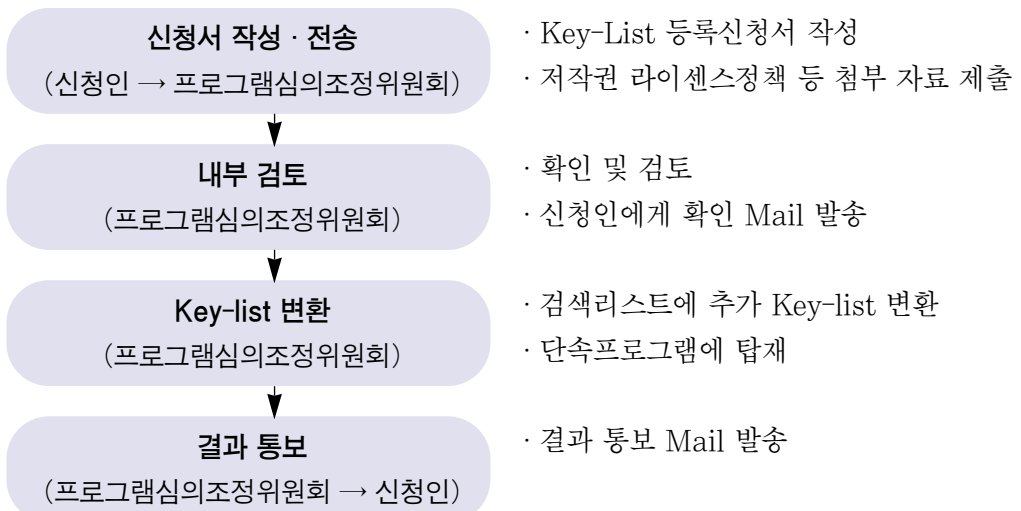 신청서 작성 · 전송
(신청인 → 프로그램심의조정위원회)
· Key-List 등록신청서 작성
· 저작권 라이센스정책 등 첨부 자료 제출
내부 검토
(프로그램심의조정위원회)
· 확인 및 검토
· 신청인에게 확인 Mail 발송
Key-list 변환
(프로그램심의조정위원회)
· 검색리스트에 추가 Key-list 변환
· 단속프로그램에 탑재
결과 통보
(프로그램심의조정위원회 → 신청인)
· 결과 통보 Mail 발송